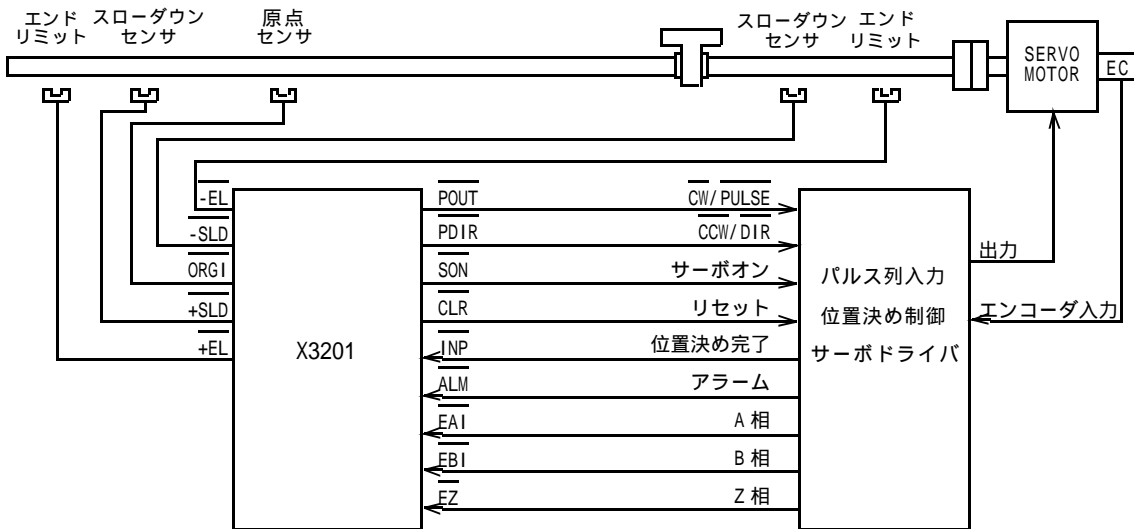 エンド
リミット
スローダウン
センサ
原点
センサ
スローダウン
センサ
エンド
リミット
SERVO
MOTOR
EC
-EL
-SLD
ORGI
+SLD
+EL
X3201
POUT
PDIR
SON
CLR
INP
ALM
EAI
EBI
EZ
CW/PULSE
CCW/DIR
サーボオン
リセット
位置決め完了
アラーム
A 相
B 相
Z 相
パルス列入力
位置決め制御
サーボドライバ
出力
エンコーダ入力